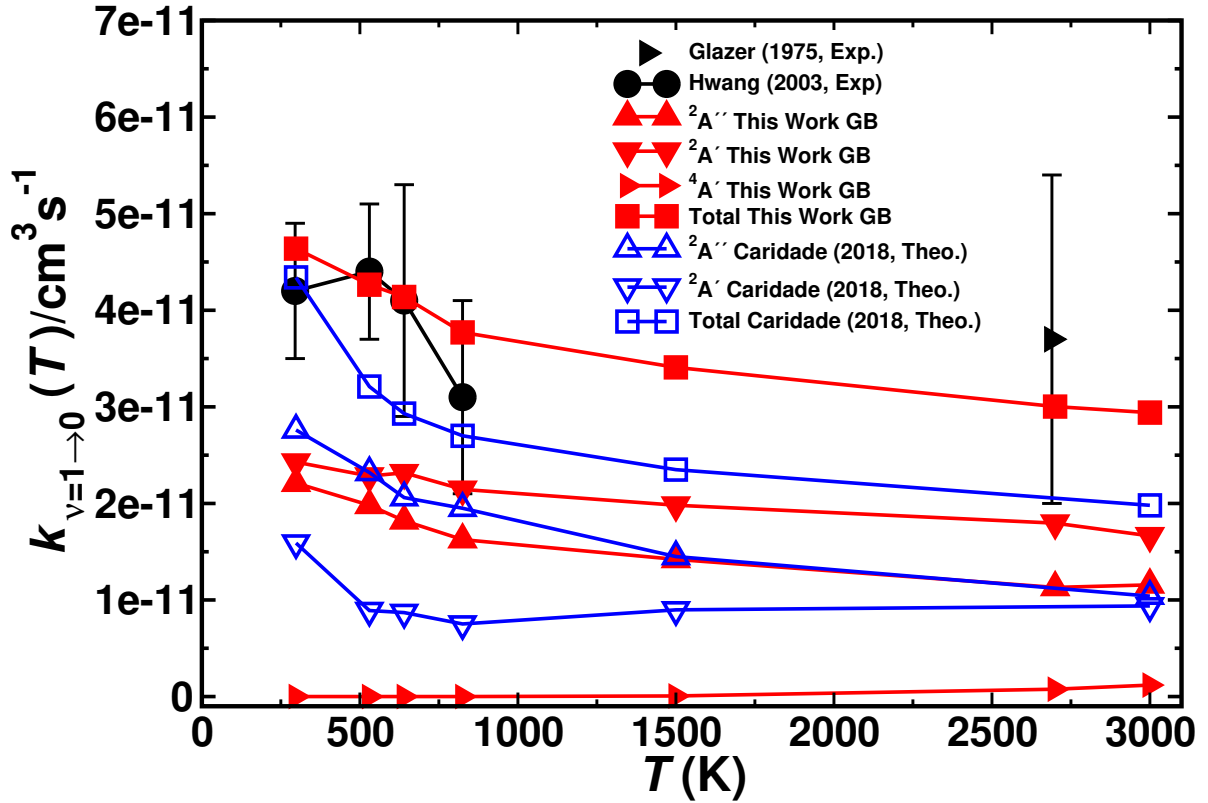 7e-11
6e-11
5e-11
4e-11
3e-11
2e-11
1e-11
0
k ν=1→0 (T)/cm³s⁻¹
Glazer (1975, Exp.)
Hwang (2003, Exp)
²A´´ This Work GB
²A´ This Work GB
⁴A´ This Work GB
Total This Work GB
²A´´ Caridade (2018, Theo.)
²A´ Caridade (2018, Theo.)
Total Caridade (2018, Theo.)
0 500 1000 1500 2000 2500 3000
T (K)